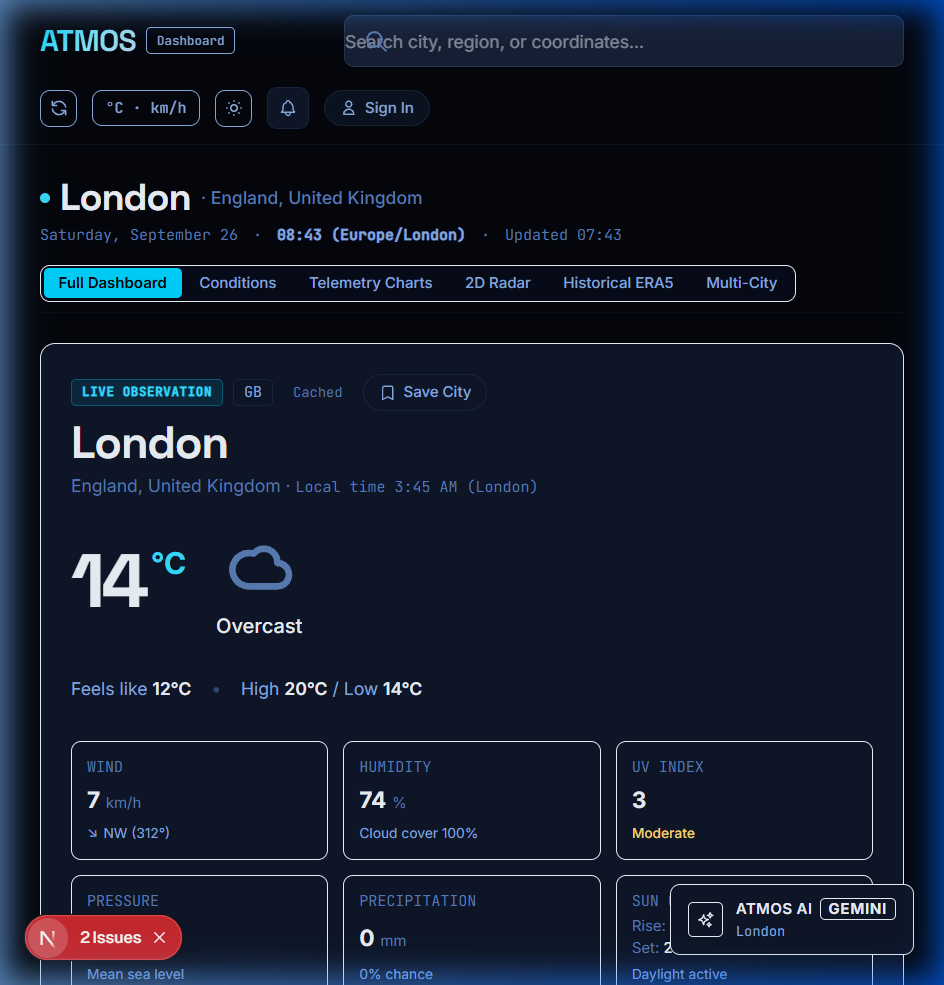 ATMOS Dashboard Search city, region, or coordinates...
°C · km/h Sign In
London · England, United Kingdom
Saturday, September 26 · 08:43 (Europe/London) · Updated 07:43
Full Dashboard Conditions Telemetry Charts 2D Radar Historical ERA5 Multi-City
LIVE OBSERVATION GB Cached Save City
London
England, United Kingdom · Local time 3:45 AM (London)
14 °C
Overcast
Feels like 12°C • High 20°C / Low 14°C
WIND HUMIDITY UV INDEX
7 km/h 74 % 3
↘ NW (312°) Cloud cover 100% Moderate
PRESSURE PRECIPITATION SUN
0 mm
Rise:
Set:
Mean sea level 0% chance Daylight active
ATMOS AI GEMINI
London
N 2 Issues